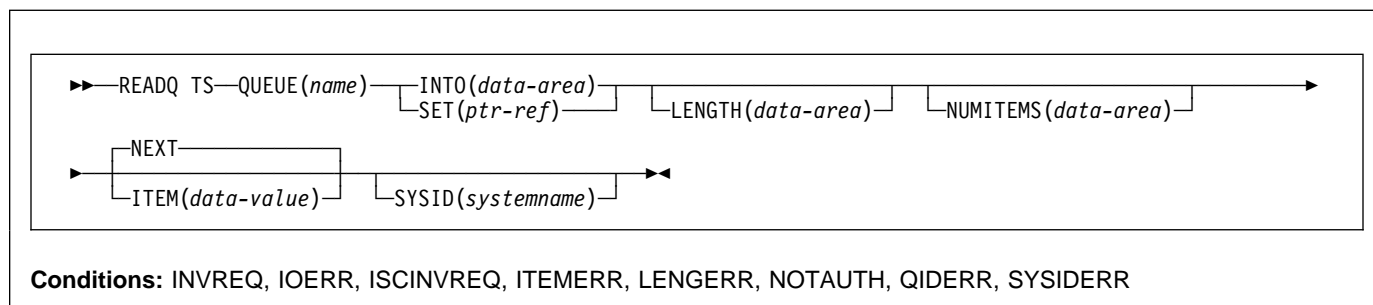 READQ TS QUEUE(name) INTO(data-area)
SET(ptr-ref) LENGTH(data-area) NUMITEMS(data-area)
NEXT
ITEM(data-value) SYSID(systemname)
Conditions: INVREQ, IOERR, ISCINVREQ, ITEMERR, LENGERR, NOTAUTH, QIDERR, SYSIDERR